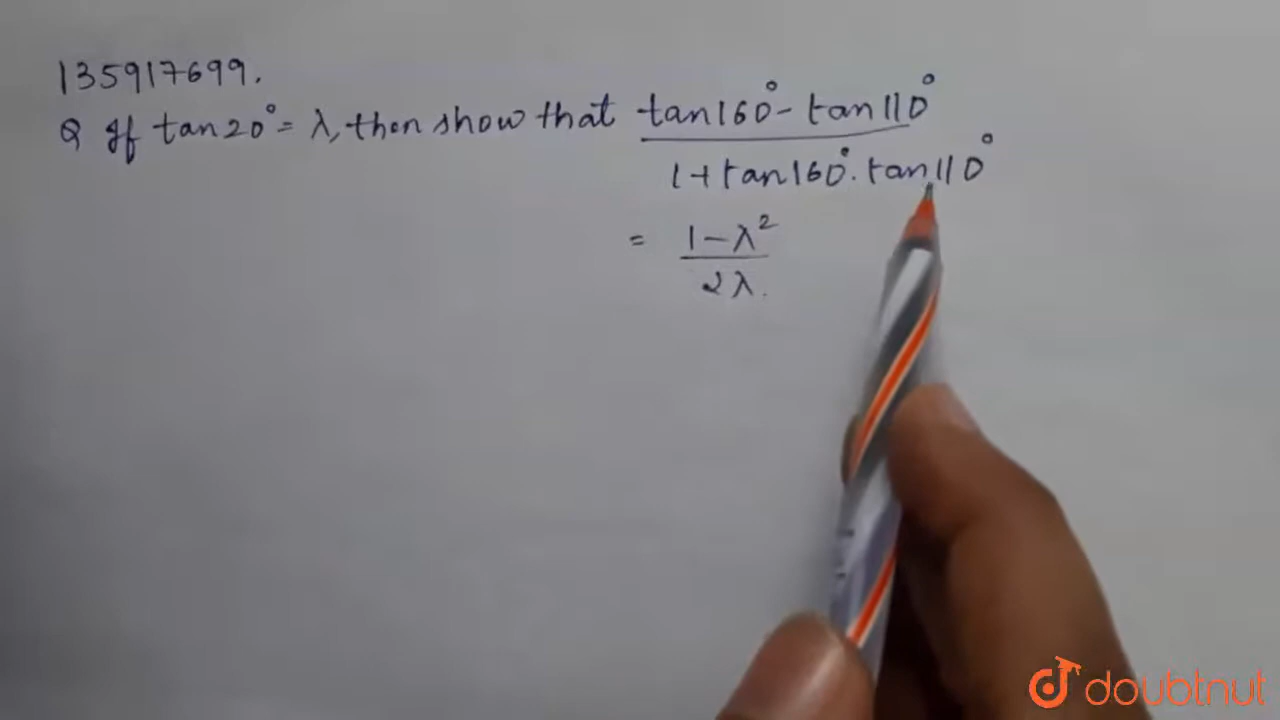 135917699.
Q If tan20° = λ, then show that tan160° - tan110°
1+tan160°. tan110°
= 1-λ²
2λ.
doubtnut